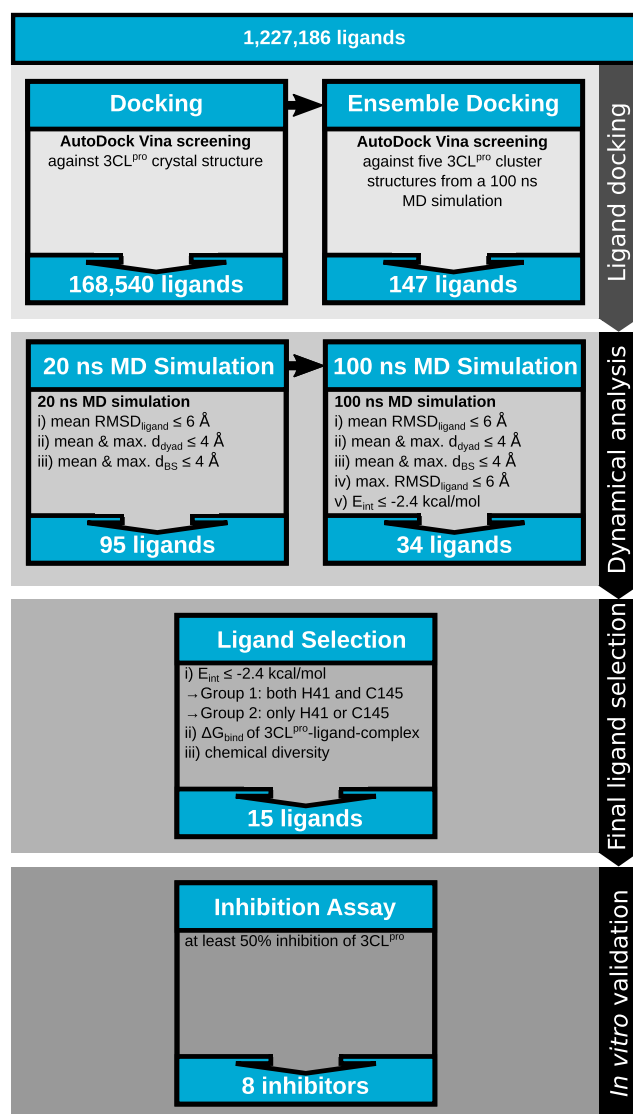 1,227,186 ligands
Docking
AutoDock Vina screening
against 3CLpro crystal structure
168,540 ligands
Ensemble Docking
AutoDock Vina screening
against five 3CLpro cluster
structures from a 100 ns
MD simulation
147 ligands
Ligand docking
20 ns MD Simulation
20 ns MD simulation
i) mean RMSDligand ≤ 6 Å
ii) mean & max. ddyad ≤ 4 Å
iii) mean & max. dBS ≤ 4 Å
95 ligands
100 ns MD Simulation
100 ns MD simulation
i) mean RMSDligand ≤ 6 Å
ii) mean & max. ddyad ≤ 4 Å
iii) mean & max. dBS ≤ 4 Å
iv) max. RMSDligand ≤ 6 Å
v) Eint ≤ -2.4 kcal/mol
34 ligands
Dynamical analysis
Ligand Selection
i) Eint ≤ -2.4 kcal/mol
→Group 1: both H41 and C145
→Group 2: only H41 or C145
ii) ΔGbind of 3CLpro-ligand-complex
iii) chemical diversity
15 ligands
Final ligand selection
Inhibition Assay
at least 50% inhibition of 3CLpro
8 inhibitors
In vitro validation